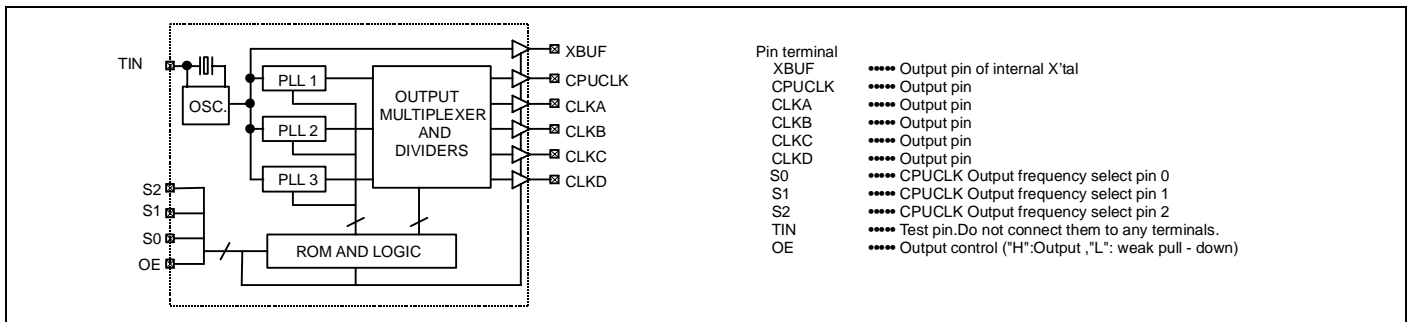 TIN
OSC.
PLL 1
PLL 2
PLL 3
OUTPUT
MULTIPLEXER
AND
DIVIDERS
XBUF
CPUCLK
CLKA
CLKB
CLKC
CLKD
S2
S1
S0
OE
ROM AND LOGIC
Pin terminal
XBUF ••••• Output pin of internal X'tal
CPUCLK ••••• Output pin
CLKA ••••• Output pin
CLKB ••••• Output pin
CLKC ••••• Output pin
CLKD ••••• Output pin
S0 ••••• CPUCLK Output frequency select pin 0
S1 ••••• CPUCLK Output frequency select pin 1
S2 ••••• CPUCLK Output frequency select pin 2
TIN ••••• Test pin.Do not connect them to any terminals.
OE ••••• Output control ("H":Output ,"L": weak pull - down)